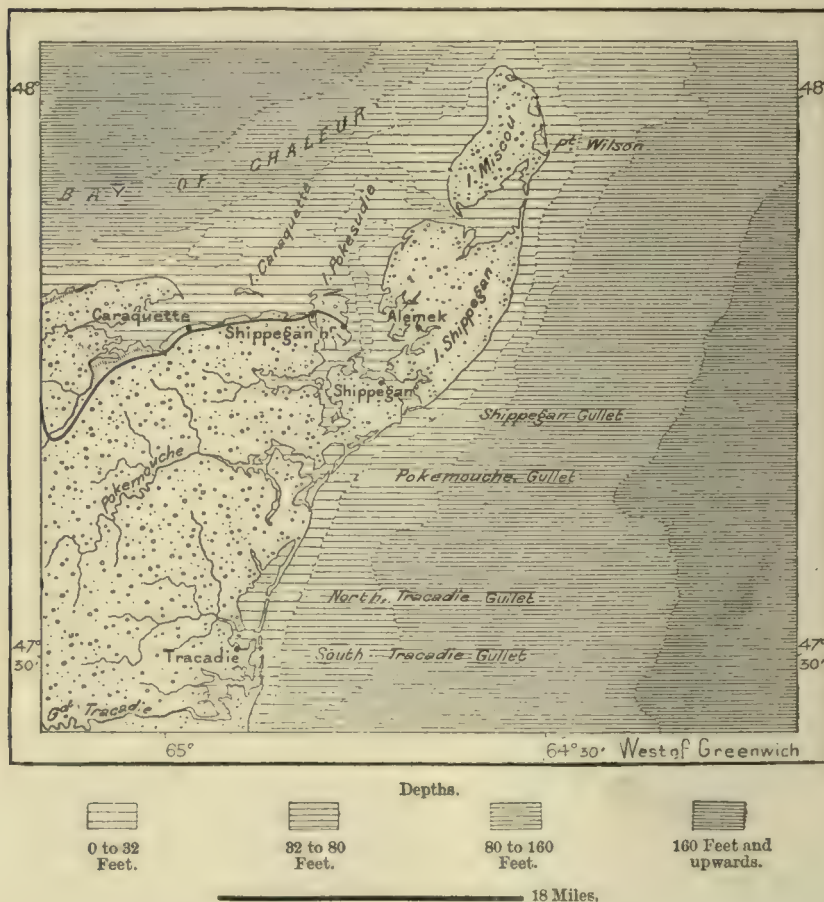 48°
48°
BAY OF CHALEUR
I. Miscou
pt. Wilson
I. Caraquette
I. Pokesudie
Caraquette
Shippegan hr.
Alemek
I. Shippegan
Shippegan
Shippegan Gullet
Pokemouche
Pokemouche Gullet
North Tracadie Gullet
Tracadie
South Tracadie Gullet
47°
30'
47°
30'
Gdt Tracadie
65°
64°30' West of Greenwich
Depths.
0 to 32
Feet.
32 to 80
Feet.
80 to 160
Feet.
160 Feet and
upwards.
18 Miles.